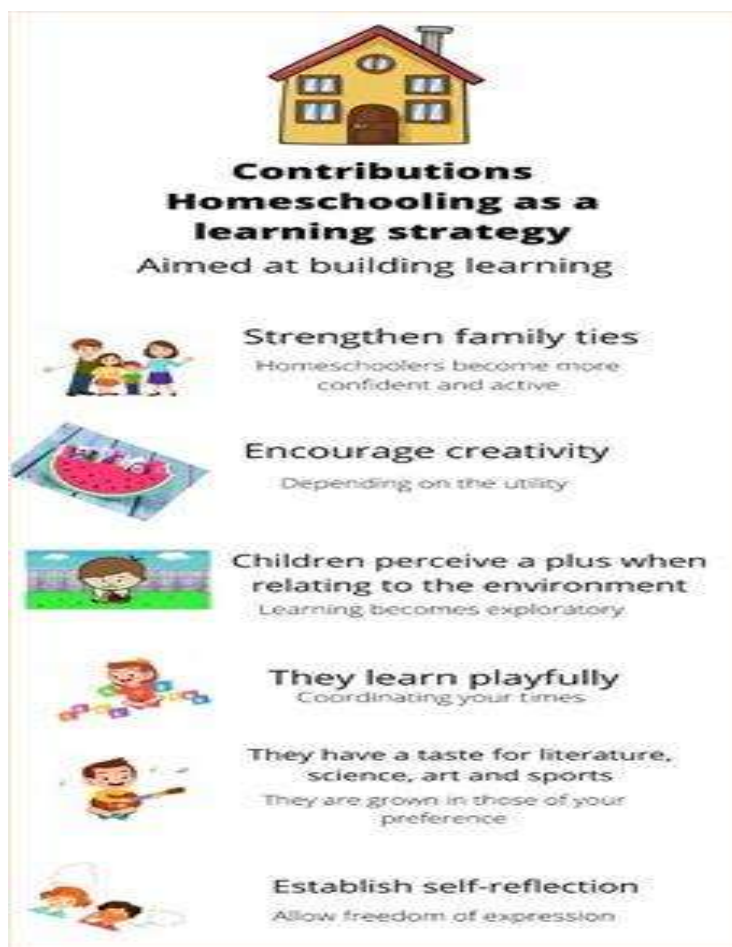 Contributions
Homeschooling as a
learning strategy
Aimed at building learning
Strengthen family ties
Homeschoolers become more
confident and active
Encourage creativity
Depending on the utility
Children perceive a plus when
relating to the environment
Learning becomes exploratory
They learn playfully
Coordinating your times
They have a taste for literature,
science, art and sports
They are grown in those of your
preference
Establish self-reflection
Allow freedom of expression